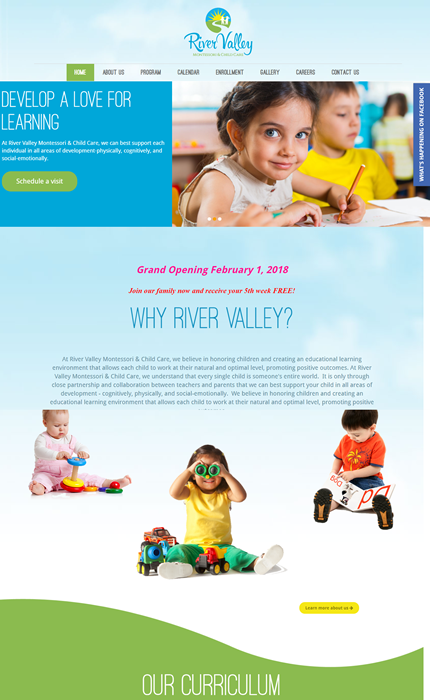 River Valley
MONTESSORI & CHILD CARE
HOME ABOUT US PROGRAM CALENDAR ENROLLMENT GALLERY CAREERS CONTACT US
DEVELOP A LOVE FOR
LEARNING
At River Valley Montessori & Child Care, we can best support each
individual in all areas of development-physically, cognitively, and
social-emotionally.
Schedule a visit
WHAT'S HAPPENING ON FACEBOOK
Grand Opening February 1, 2018
Join our family now and receive your 5th week FREE!
WHY RIVER VALLEY?
At River Valley Montessori & Child Care, we believe in honoring children and creating an educational learning
environment that allows each child to work at their natural and optimal level, promoting positive outcomes. At River
Valley Montessori & Child Care, we understand that every single child is someone's entire world.  It is only through
close partnership and collaboration between teachers and parents that we can best support your child in all areas of
development - cognitively, physically, and social-emotionally.  We believe in honoring children and creating an
educational learning environment that allows each child to work at their natural and optimal level, promoting positive
Learn more about us
OUR CURRICULUM